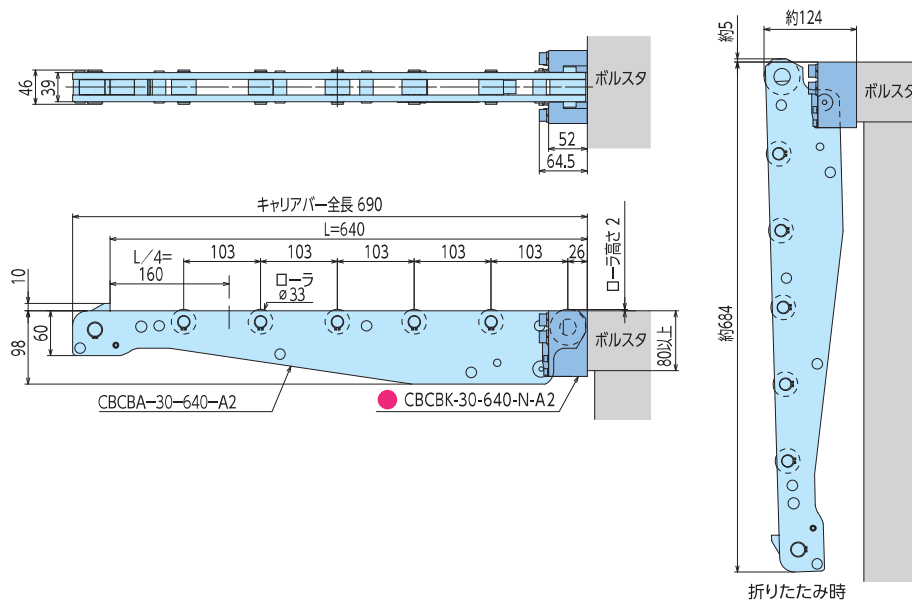 46
39
ボルスタ
52
64.5
キャリアバー全長 690
L=640
L/4=
160
103
103
103
103
103
26
ローラ高さ 2
10
ローラ
ø33
60
98
ボルスタ
80以上
CBCBA-30-640-A2
CBCBK-30-640-N-A2
約124
約5
ボルスタ
約684
折りたたみ時